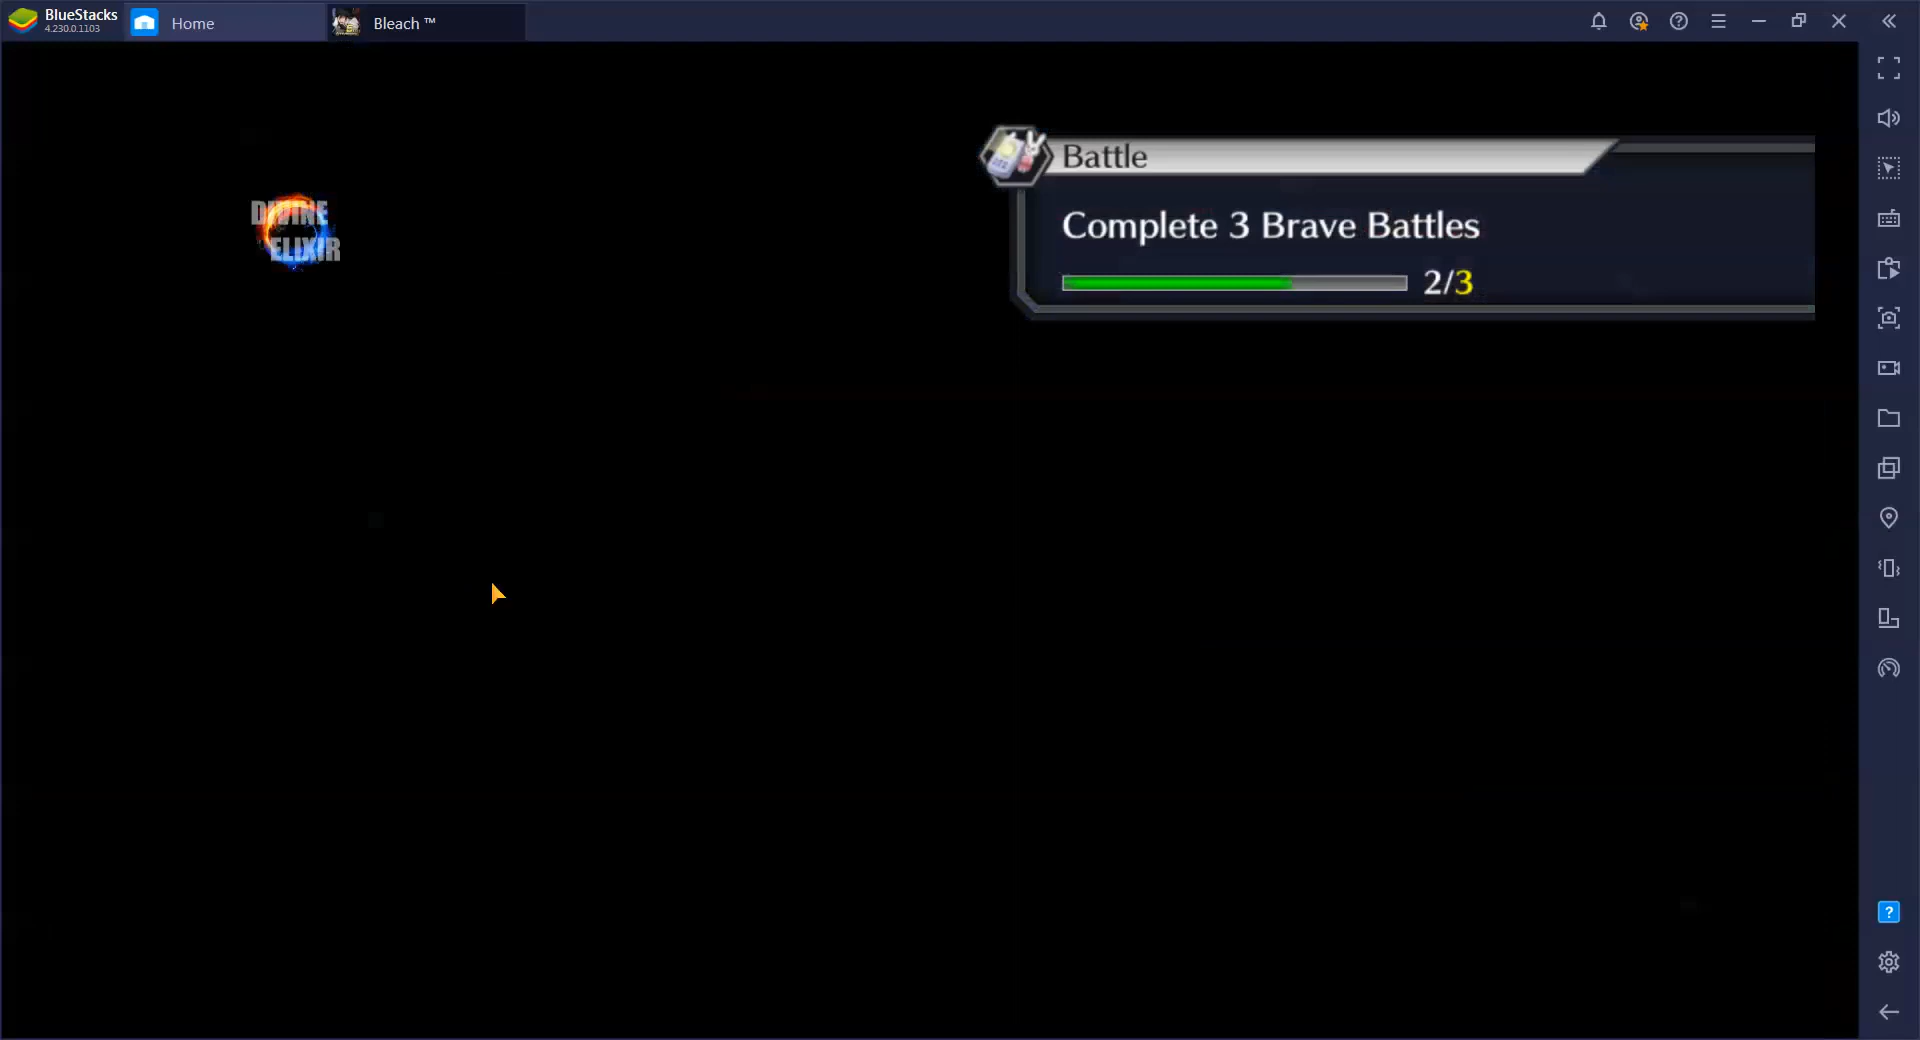 BlueStacks
4.230.0.1103
Home
Bleach ™
DIVINE
ELIXIR
Battle
Complete 3 Brave Battles
2/3